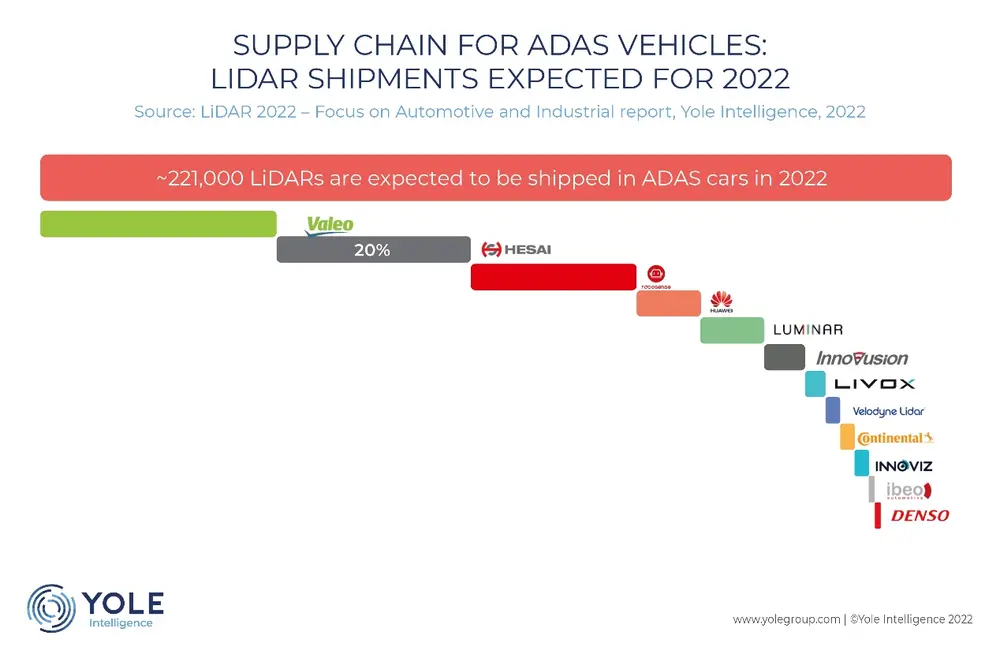 SUPPLY CHAIN FOR ADAS VEHICLES:
LIDAR SHIPMENTS EXPECTED FOR 2022
Source: LiDAR 2022 – Focus on Automotive and Industrial report, Yole Intelligence, 2022
~221,000 LiDARs are expected to be shipped in ADAS cars in 2022
Valeo
20%
HESAI
robosense
HUAWEI
LUMINAR
InnoVusion
LIVOX
Velodyne Lidar
Continental
INNOVIZ
ibeo
automotive
DENSO
YOLE
Intelligence
www.yolegroup.com | ©Yole Intelligence 2022